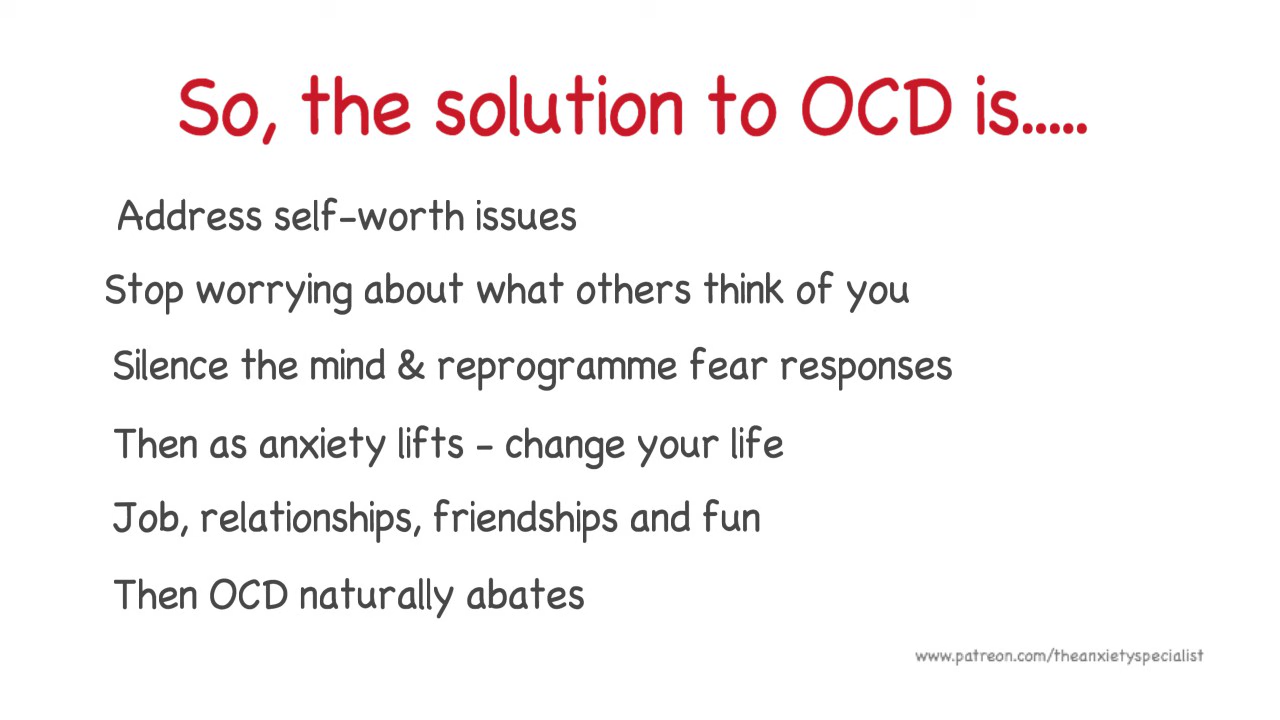 So, the solution to OCD is.....
Address self-worth issues
Stop worrying about what others think of you
Silence the mind & reprogramme fear responses
Then as anxiety lifts - change your life
Job, relationships, friendships and fun
Then OCD naturally abates
www.patreon.com/theanxietyspecialist